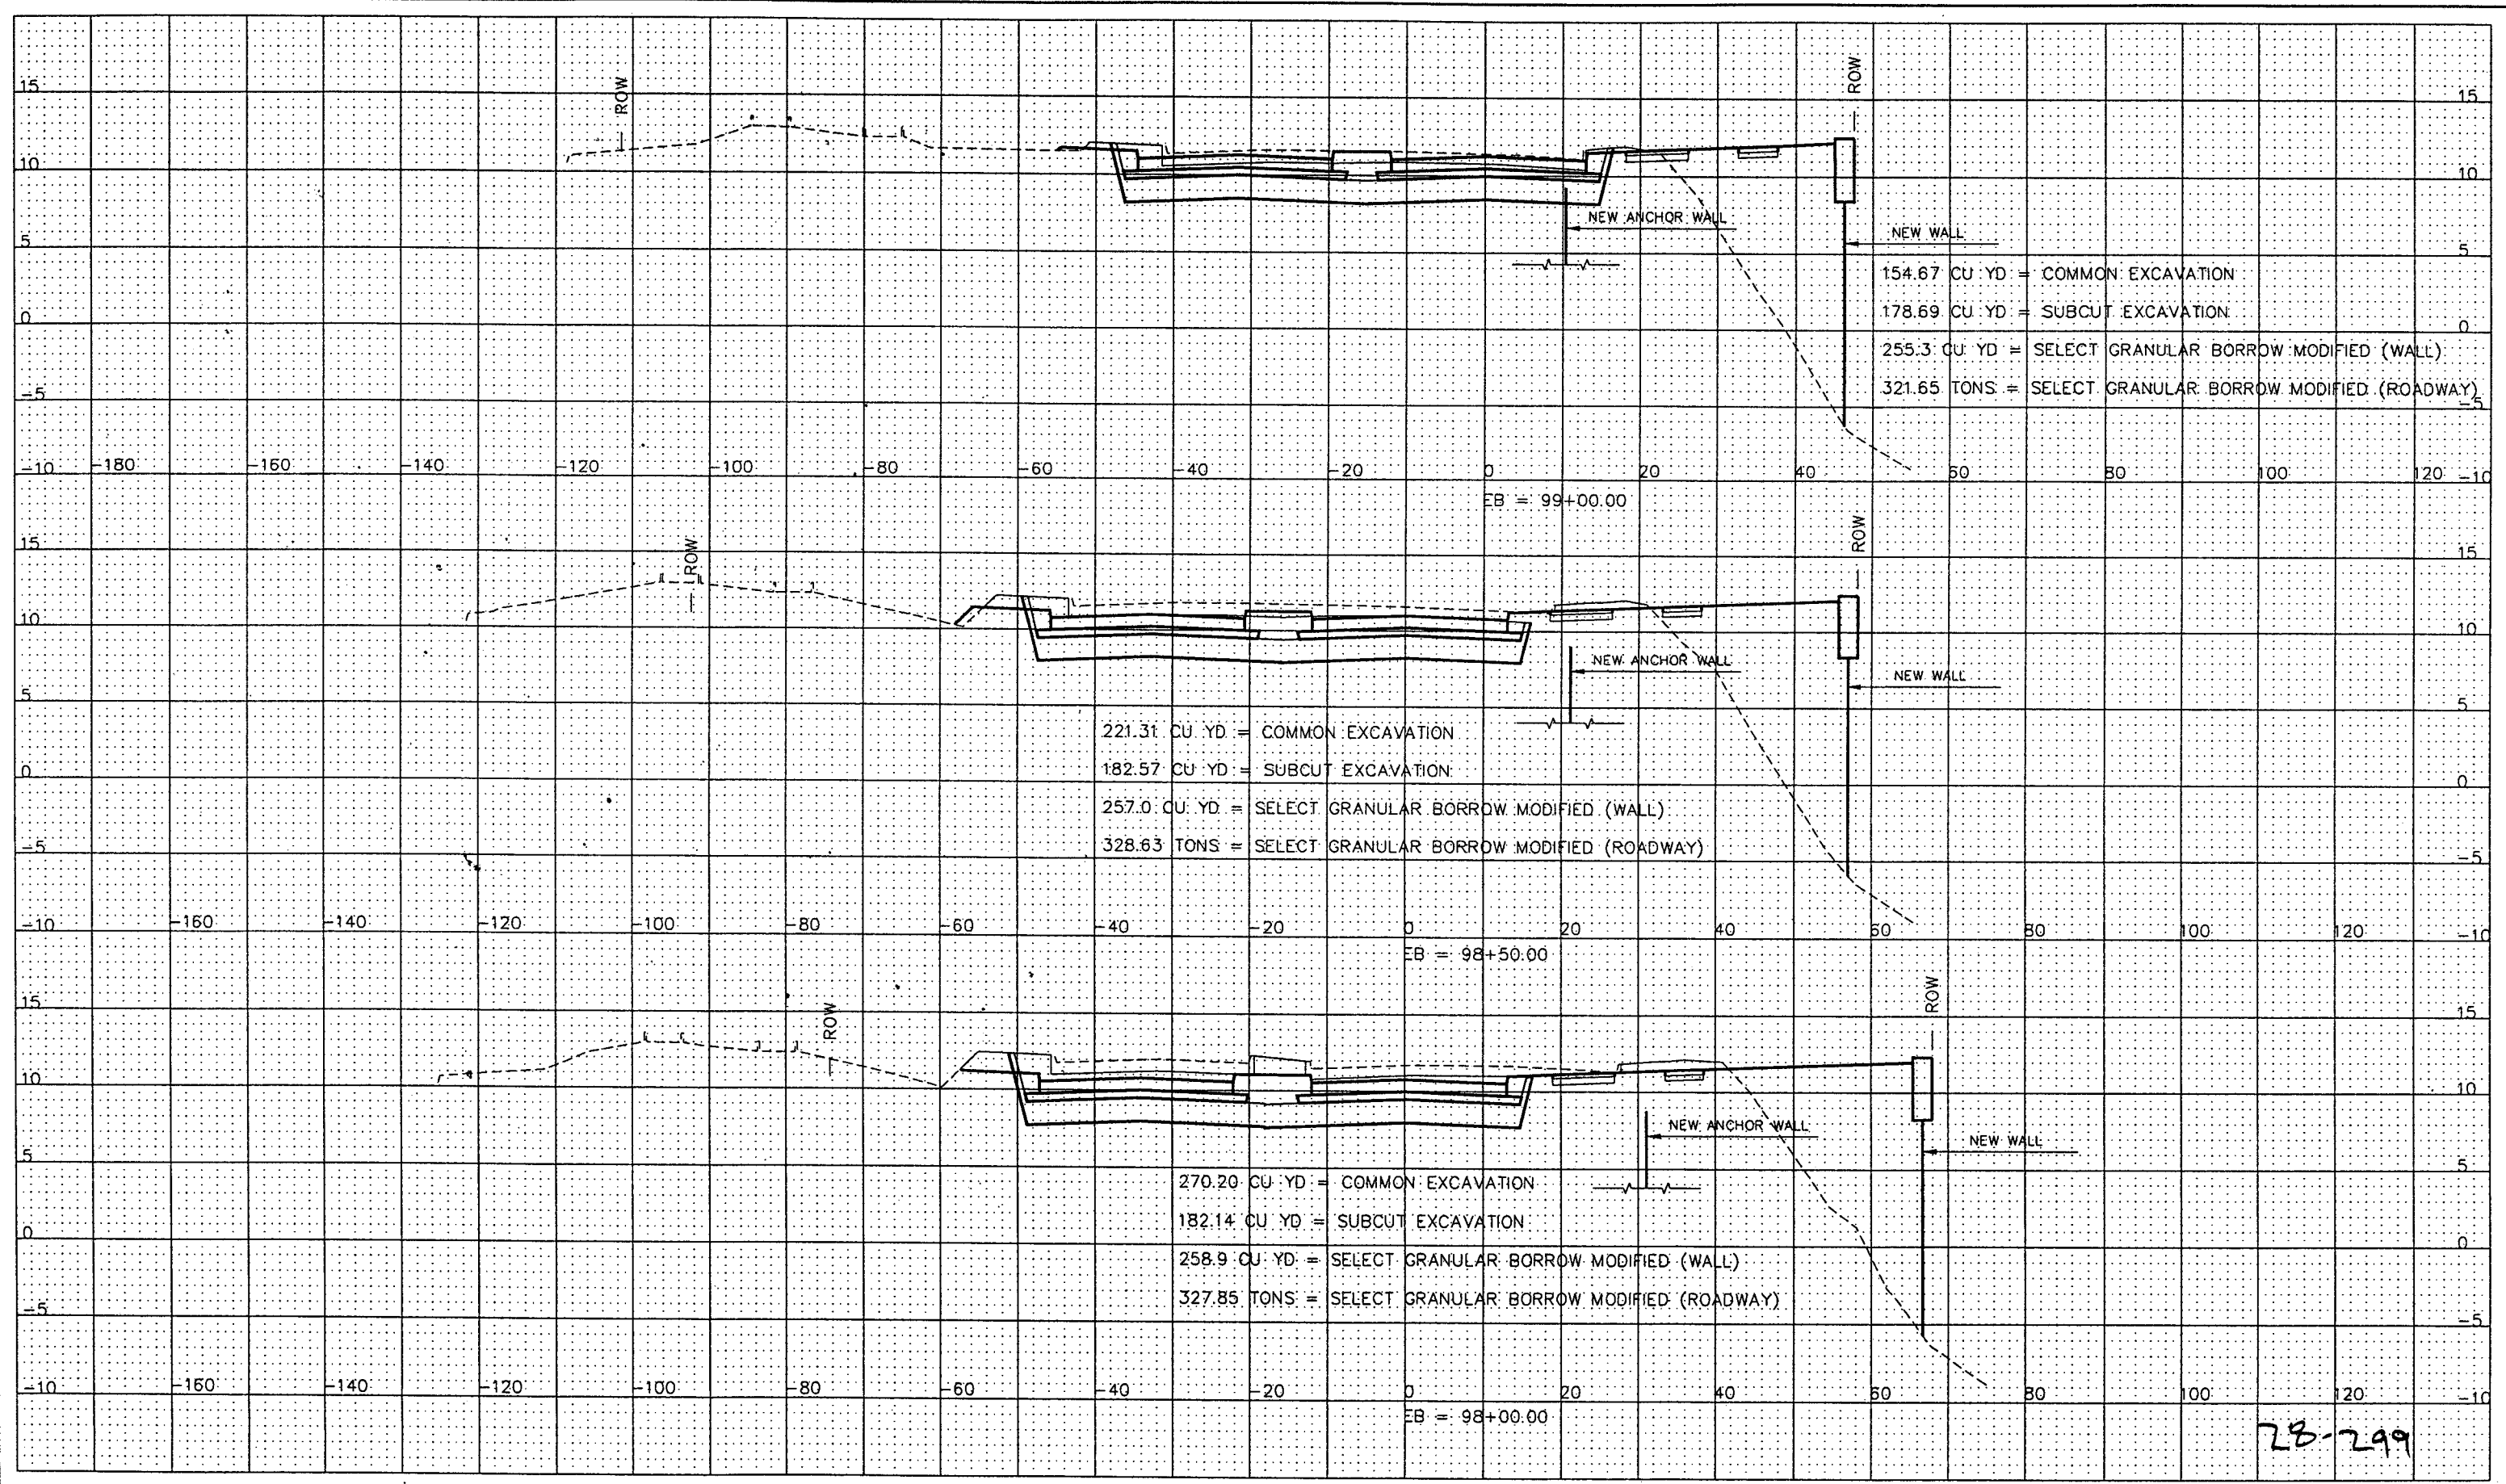 ROW
ROW
15 15
10 10
5 5
NEW ANCHOR WALL
NEW WALL
154.67 CU YD = COMMON EXCAVATION
0 0
178.69 CU YD = SUBCUT EXCAVATION
255.3 CU YD = SELECT GRANULAR BORROW MODIFIED (WALL)
-5 -5
321.65 TONS = SELECT GRANULAR BORROW MODIFIED (ROADWAY)
-10 -180 -160 -140 -120 -100 -80 -60 -40 -20 0 20 40 60 80 100 120 -10
EB = 99+00.00
ROW
ROW
15 15
10 10
NEW ANCHOR WALL
NEW WALL
5 5
221.31 CU YD = COMMON EXCAVATION
182.57 CU YD = SUBCUT EXCAVATION
0 0
257.0 CU YD = SELECT GRANULAR BORROW MODIFIED (WALL)
328.63 TONS = SELECT GRANULAR BORROW MODIFIED (ROADWAY)
-5 -5
-10 -160 -140 -120 -100 -80 -60 -40 -20 0 20 40 60 80 100 120 -10
EB = 98+50.00
ROW
ROW
15 15
10 10
NEW ANCHOR WALL
NEW WALL
5 5
270.20 CU YD = COMMON EXCAVATION
182.14 CU YD = SUBCUT EXCAVATION
0 0
258.9 CU YD = SELECT GRANULAR BORROW MODIFIED (WALL)
327.85 TONS = SELECT GRANULAR BORROW MODIFIED (ROADWAY)
-5 -5
-10 -160 -140 -120 -100 -80 -60 -40 -20 0 20 40 60 80 100 120 -10
EB = 98+00.00
28-299